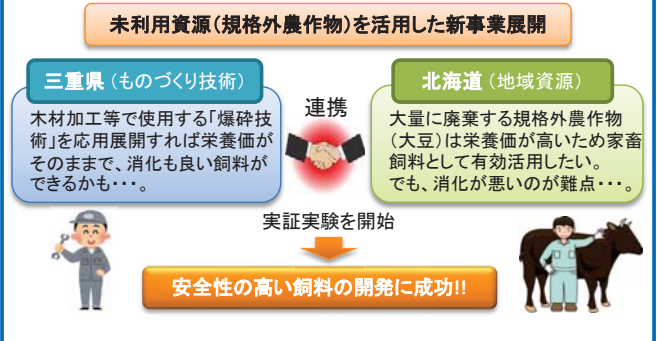 未利用資源(規格外農作物)を活用した新事業展開
三重県(ものづくり技術)
木材加工等で使用する「爆砕技
術」を応用展開すれば栄養価が
そのままで、消化も良い飼料が
できるかも・・・。
連携
北海道(地域資源)
大量に廃棄する規格外農作物
(大豆)は栄養価が高いため家畜
飼料として有効活用したい。
でも、消化が悪いのが難点・・・。
実証実験を開始
安全性の高い飼料の開発に成功!!